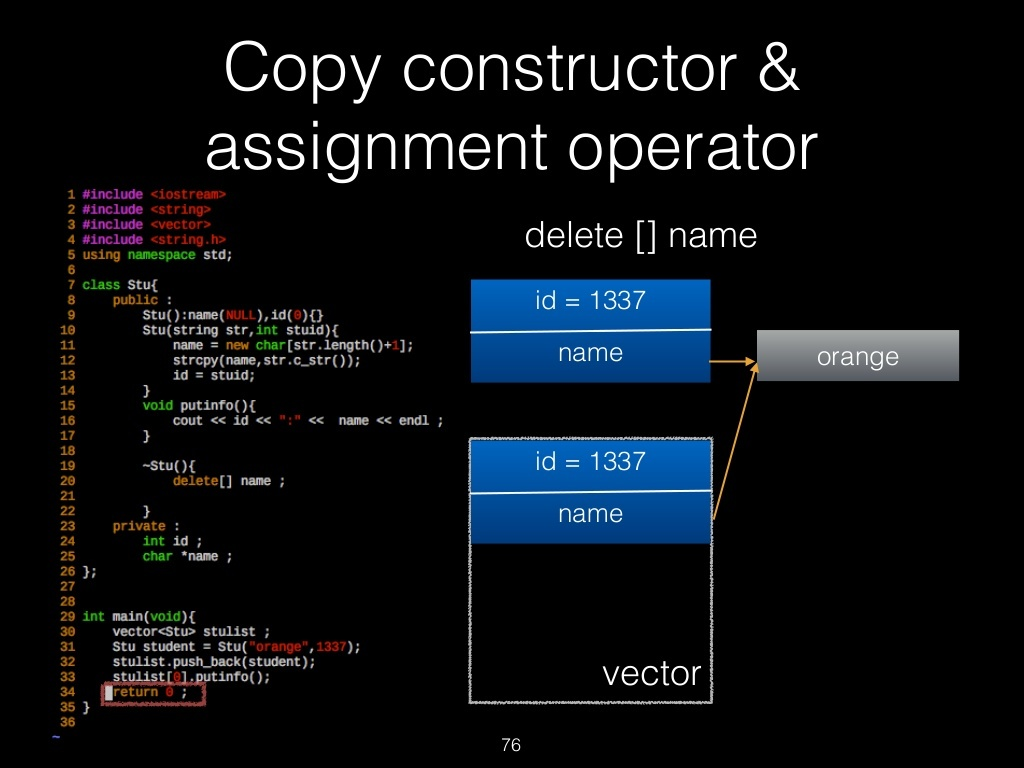 Copy constructor &
assignment operator
1 #include <iostream>
2 #include <string>
3 #include <vector>
4 #include <string.h>
5 using namespace std;
6
7 class Stu{
8     public :
9         Stu():name(NULL),id(0){}
10         Stu(string str,int stuid){
11             name = new char[str.length()+1];
12             strcpy(name,str.c_str());
13             id = stuid;
14         }
15         void putinfo(){
16             cout << id << ":" <<  name << endl ;
17         }
18
19         ~Stu(){
20             delete[] name ;
21
22         }
23     private :
24         int id ;
25         char *name ;
26 };
27
28
29 int main(void){
30     vector<Stu> stulist ;
31     Stu student = Stu("orange",1337);
32     stulist.push_back(student);
33     stulist[0].putinfo();
34     return 0 ;
35 }
36
~
delete [] name
id = 1337
name
orange
id = 1337
name
vector
76